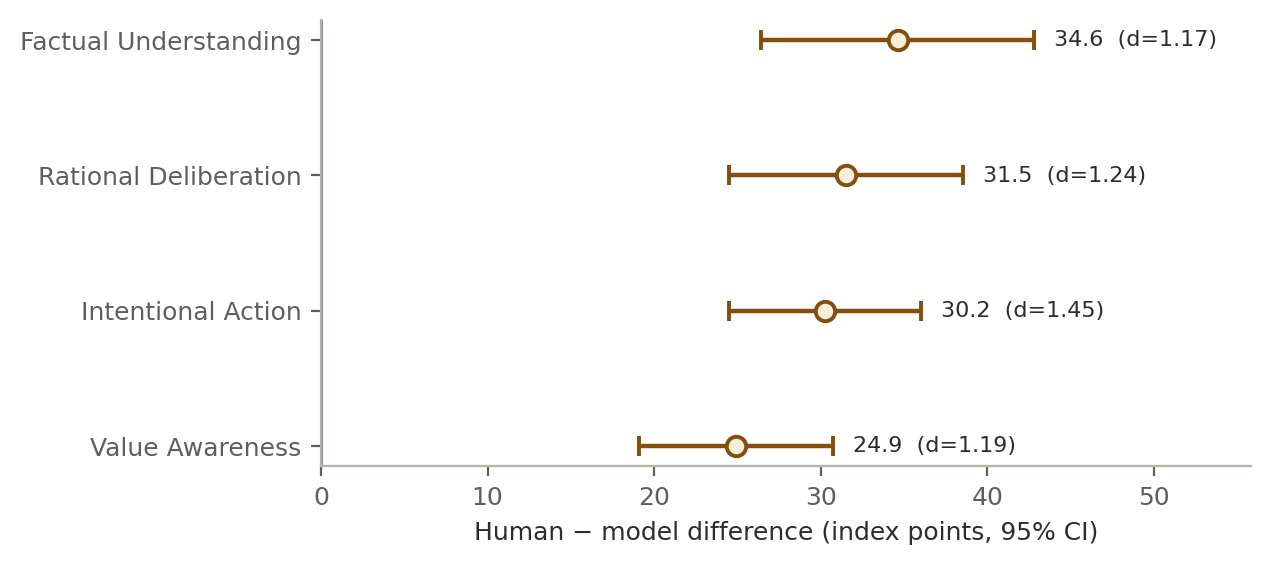 Factual Understanding
34.6 (d=1.17)
Rational Deliberation
31.5 (d=1.24)
Intentional Action
30.2 (d=1.45)
Value Awareness
24.9 (d=1.19)
0 10 20 30 40 50
Human − model difference (index points, 95% CI)